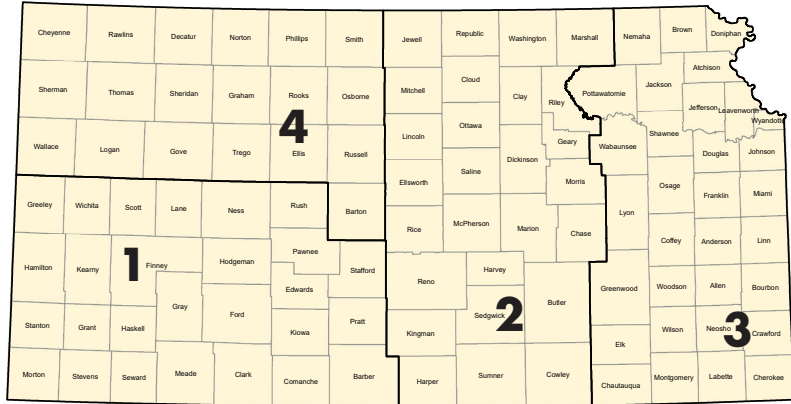 Cheyenne Rawlins Decatur Norton Phillips Smith Jewell Republic Washington Marshall Nemaha Brown Doniphan
Atchison
Sherman Thomas Sheridan Graham Rooks Osborne Mitchell Cloud Clay Riley Pottawatomie Jackson Jefferson Leavenworth
Wyandotte
4
Lincoln Ottawa Shawnee
Wallace Logan Gove Trego Ellis Russell Dickinson Geary Wabaunsee Douglas Johnson
Ellsworth Saline Morris Osage
Greeley Wichita Scott Lane Ness Rush Barton Lyon Franklin Miami
Rice McPherson Marion Chase
Hamilton Kearny 1 Finney Hodgeman Pawnee Stafford Coffey Anderson Linn
Reno Harvey
Edwards Greenwood Woodson Allen Bourbon
Gray Ford Sedgwick 2 Butler
Stanton Grant Haskell Kiowa Pratt Kingman Wilson Neosho 3 Crawford
Elk
Morton Stevens Seward Meade Clark Comanche Barber Harper Sumner Cowley Chautauqua Montgomery Labette Cherokee